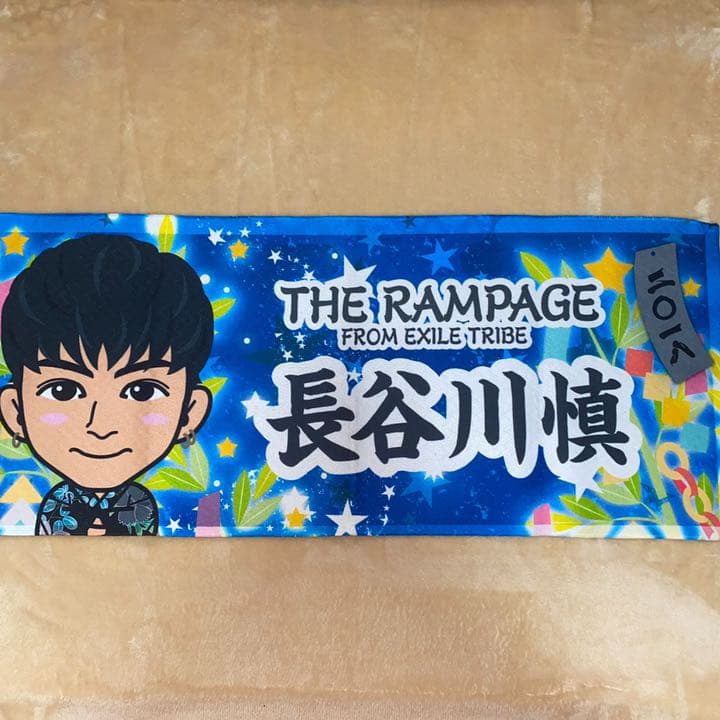 THE RAMPAGE
FROM EXILE TRIBE
長谷川慎